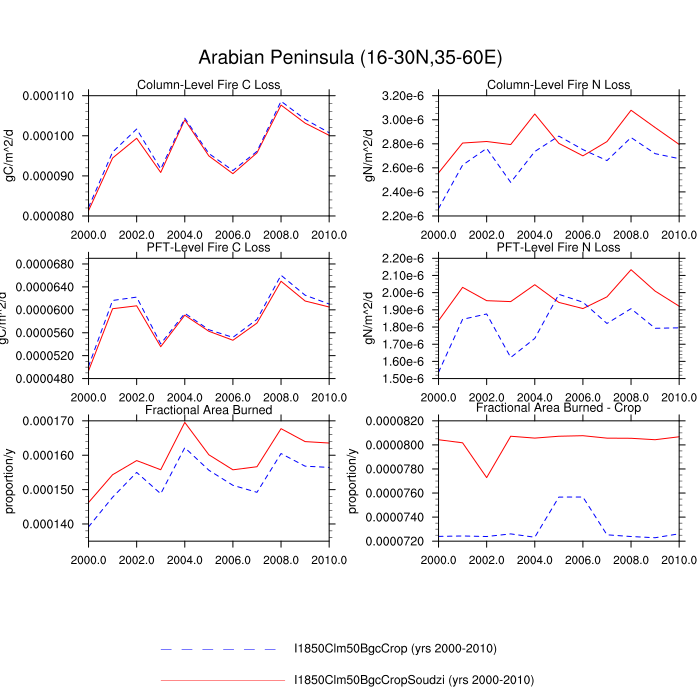 Arabian Peninsula (16-30N,35-60E)
Column-Level Fire C Loss
gC/m^2/d
0.000110
0.000100
0.000090
0.000080
2000.0 2002.0 2004.0 2006.0 2008.0 2010.0
Column-Level Fire N Loss
gN/m^2/d
3.20e-6
3.00e-6
2.80e-6
2.60e-6
2.40e-6
2.20e-6
2000.0 2002.0 2004.0 2006.0 2008.0 2010.0
PFT-Level Fire C Loss
gC/m^2/d
0.0000680
0.0000640
0.0000600
0.0000560
0.0000520
0.0000480
2000.0 2002.0 2004.0 2006.0 2008.0 2010.0
PFT-Level Fire N Loss
gN/m^2/d
2.20e-6
2.10e-6
2.00e-6
1.90e-6
1.80e-6
1.70e-6
1.60e-6
1.50e-6
2000.0 2002.0 2004.0 2006.0 2008.0 2010.0
Fractional Area Burned
proportion/y
0.000170
0.000160
0.000150
0.000140
2000.0 2002.0 2004.0 2006.0 2008.0 2010.0
Fractional Area Burned - Crop
proportion/y
0.0000820
0.0000800
0.0000780
0.0000760
0.0000740
0.0000720
2000.0 2002.0 2004.0 2006.0 2008.0 2010.0
I1850Clm50BgcCrop (yrs 2000-2010)
I1850Clm50BgcCropSoudzi (yrs 2000-2010)